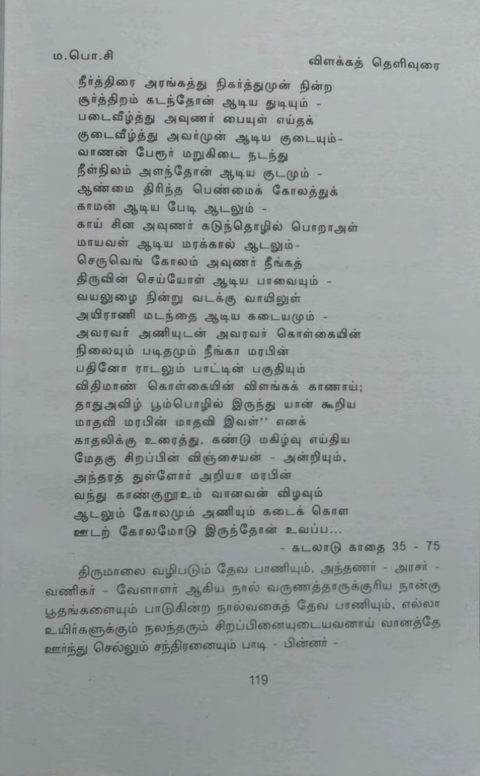 ம.பொ.சி விளக்கத் தெளிவுரை
நீர்த்திரை அரங்கத்து நிகர்த்துமுன் நின்ற
சூர்த்திறம் கடந்தோன் ஆடிய துடியும் -
படைவீழ்த்து அவுணர் பையுள் எய்தக்
குடைவீழ்த்து அவர்முன் ஆடிய குடையும்-
வாணன் பேரூர் மறுகிடை நடந்து
நீள்நிலம் அளந்தோன் ஆடிய குடமும் -
ஆண்மை திரிந்த பெண்மைக் கோலத்துக்
காமன் ஆடிய பேடி ஆடலும் -
காய் சின அவுணர் கடுந்தொழில் பொறாஅள்
மாயவள் ஆடிய மரக்கால் ஆடலும்-
செருவெங் கோலம் அவுணர் நீங்கத்
திருவின் செய்யோள் ஆடிய பாவையும் -
வயலுழை நின்று வடக்கு வாயிலுள்
அயிராணி மடந்தை ஆடிய கடையமும் -
அவரவர் அணியுடன் அவரவர் கொள்கையின்
நிலையும் படிதமும் நீங்கா மரபின்
பதினோ ராடலும் பாட்டின் பகுதியும்
விதிமாண் கொள்கையின் விளங்கக் காணாய்;
தாதுஅவிழ் பூம்பொழில் இருந்து யான் கூறிய
மாதவி மரபின் மாதவி இவள்'' எனக்
காதலிக்கு உரைத்து, கண்டு மகிழ்வு எய்திய
மேதகு சிறப்பின் விஞ்சையன் - அன்றியும்,
அந்தரத் துள்ளோர் அறியா மரபின்
வந்து காண்குறூஉம் வானவன் விழவும்
ஆடலும் கோலமும் அணியும் கடைக் கொள
ஊடற் கோலமோடு இருந்தோன் உவப்ப...
- கடலாடு காதை 35 - 75
திருமாலை வழிபடும் தேவ பாணியும், அந்தணர் - அரசர் -
வணிகர் - வேளாளர் ஆகிய நால் வருணத்தாருக்குரிய நான்கு
பூதங்களையும் பாடுகின்ற நால்வகைத் தேவ பாணியும், எல்லா
உயிர்களுக்கும் நலந்தரும் சிறப்பினையுடையவனாய் வானத்தே
ஊர்ந்து செல்லும் சந்திரனையும் பாடி - பின்னர் -
119